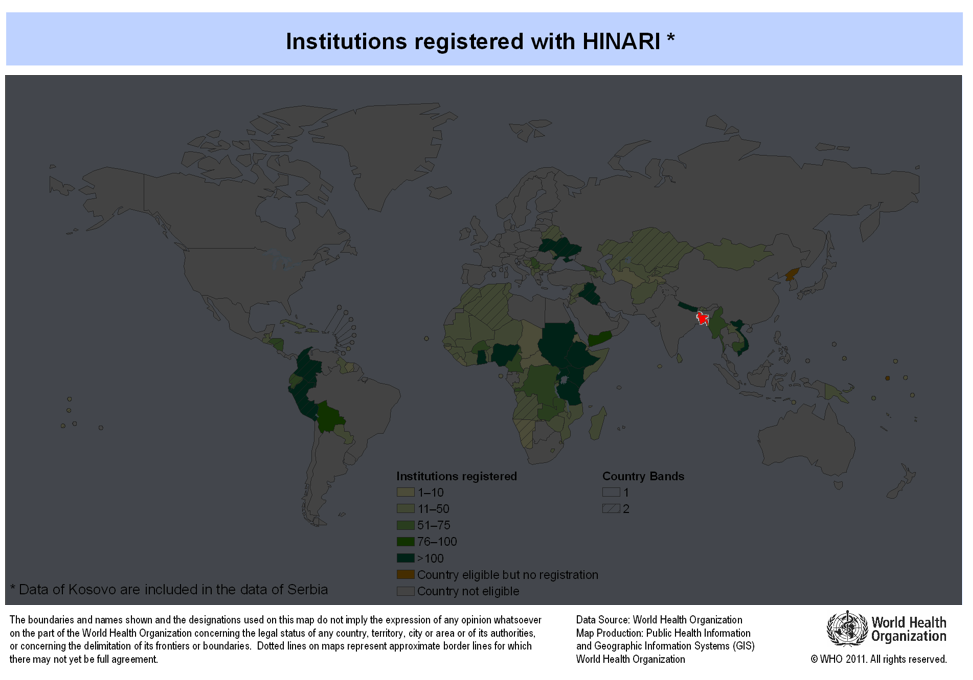 Institutions registered with HINARI *
Institutions registered
1–10
11–50
51–75
76–100
>100
Country eligible but no registration
Country not eligible
Country Bands
1
2
* Data of Kosovo are included in the data of Serbia
The boundaries and names shown and the designations used on this map do not imply the expression of any opinion whatsoever
on the part of the World Health Organization concerning the legal status of any country, territory, city or area or of its authorities,
or concerning the delimitation of its frontiers or boundaries.  Dotted lines on maps represent approximate border lines for which
there may not yet be full agreement.
Data Source: World Health Organization
Map Production: Public Health Information
and Geographic Information Systems (GIS)
World Health Organization
World Health
Organization
© WHO 2011. All rights reserved.